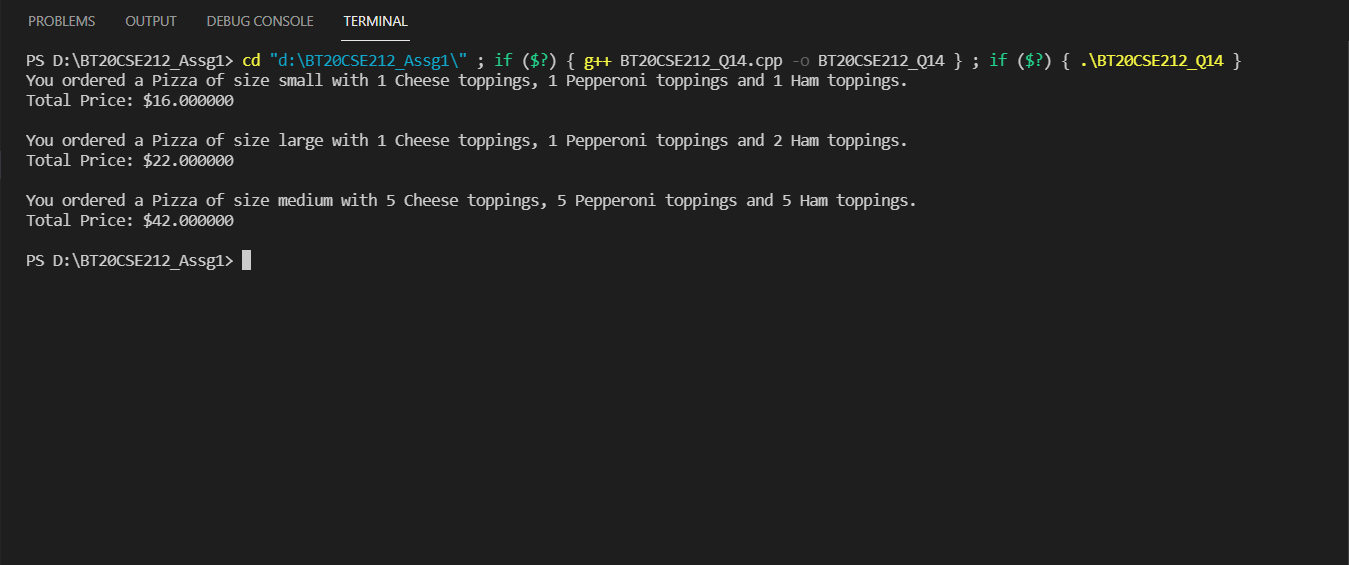 PROBLEMS OUTPUT DEBUG CONSOLE TERMINAL
PS D:\BT20CSE212_Assg1> cd "d:\BT20CSE212_Assg1\" ; if ($?) { g++ BT20CSE212_Q14.cpp -o BT20CSE212_Q14 } ; if ($?) { .\BT20CSE212_Q14 }
You ordered a Pizza of size small with 1 Cheese toppings, 1 Pepperoni toppings and 1 Ham toppings.
Total Price: $16.000000
You ordered a Pizza of size large with 1 Cheese toppings, 1 Pepperoni toppings and 2 Ham toppings.
Total Price: $22.000000
You ordered a Pizza of size medium with 5 Cheese toppings, 5 Pepperoni toppings and 5 Ham toppings.
Total Price: $42.000000
PS D:\BT20CSE212_Assg1>